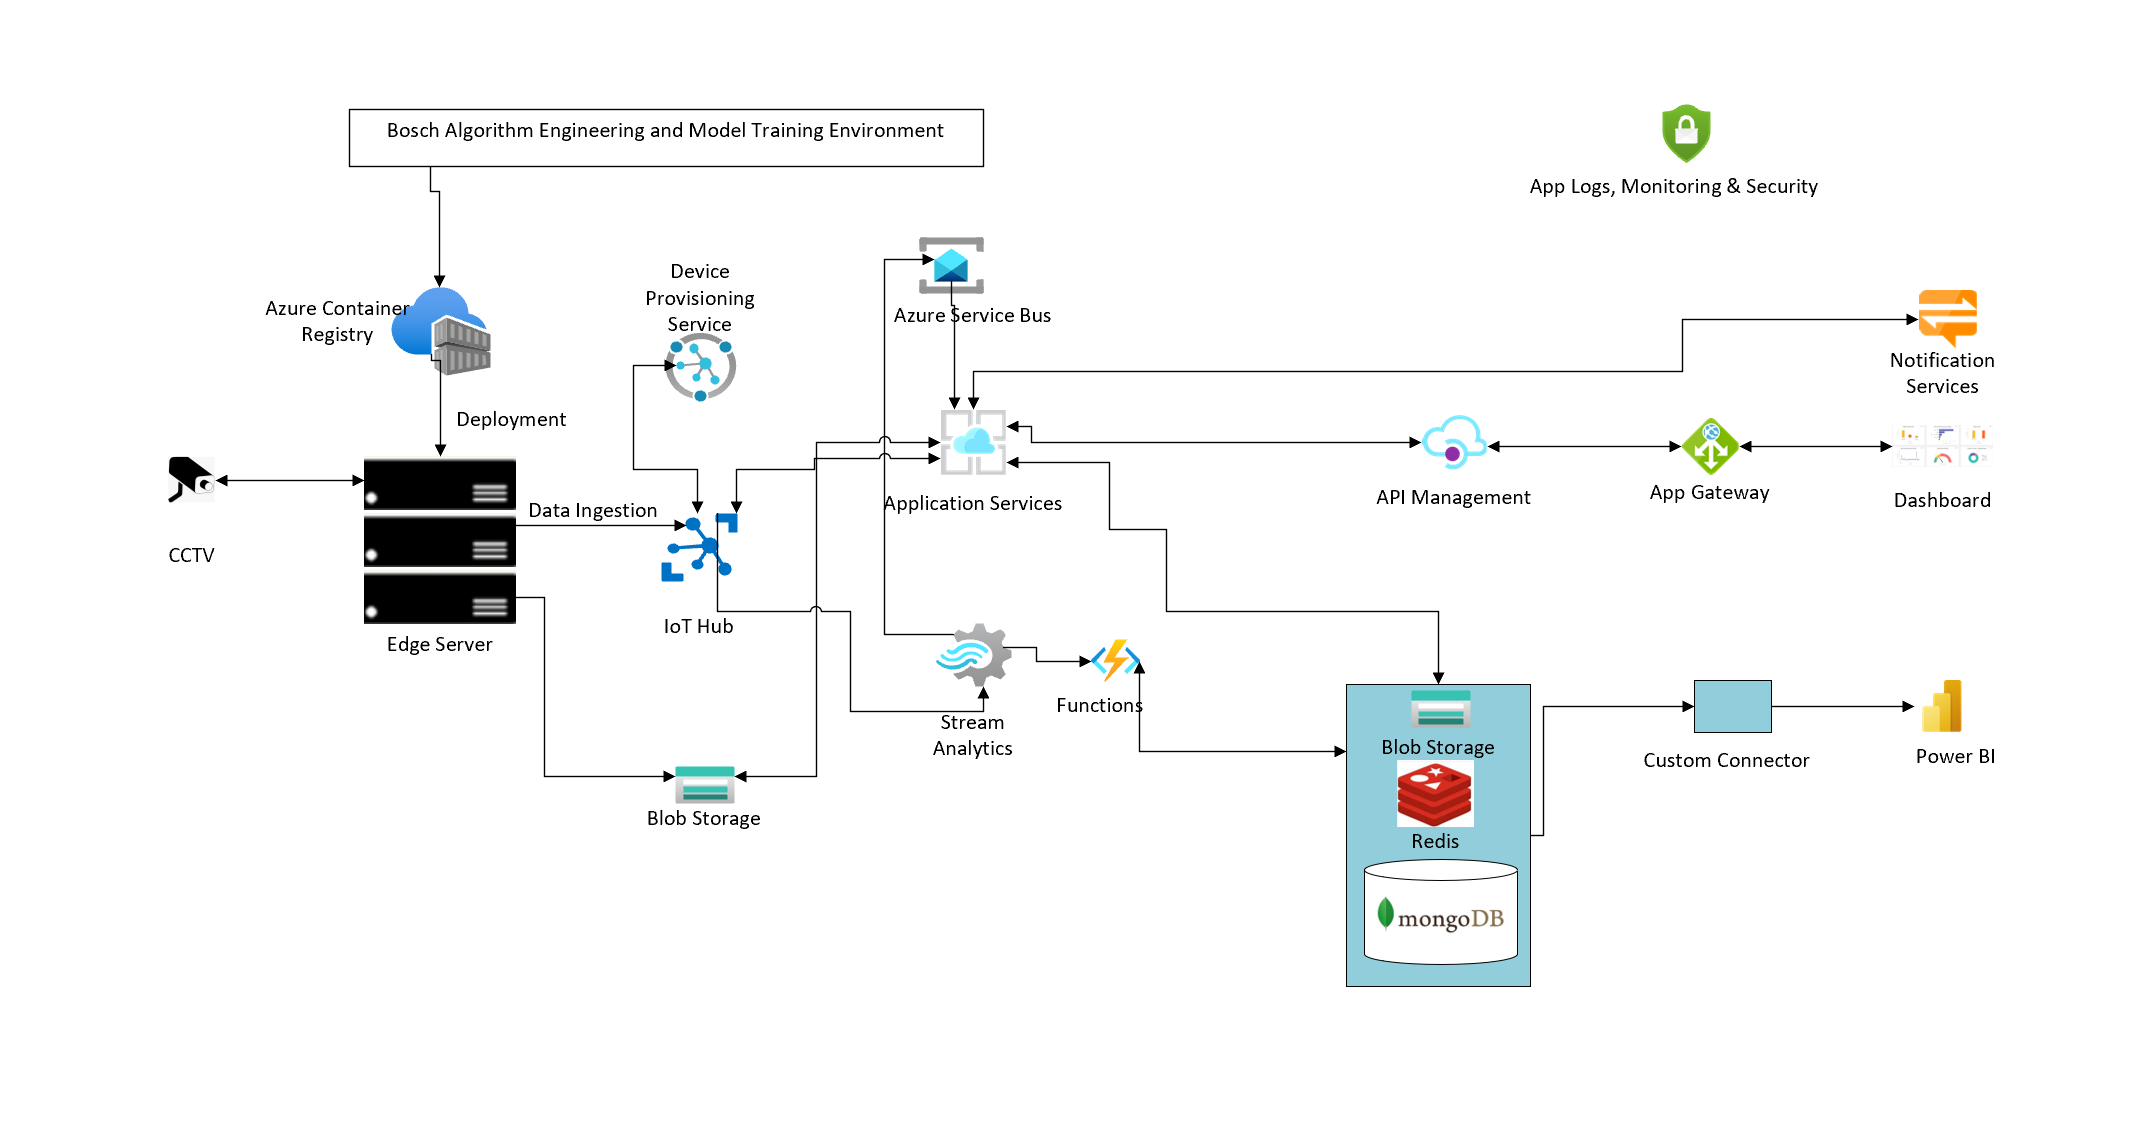 Bosch Algorithm Engineering and Model Training Environment
App Logs, Monitoring & Security
Device
Provisioning
Service
Azure Container
Registry
Azure Service Bus
Notification
Services
Deployment
Data Ingestion
Application Services
API Management
App Gateway
Dashboard
CCTV
Edge Server
IoT Hub
Stream
Analytics
Functions
Blob Storage
Blob Storage
Redis
mongoDB
Custom Connector
Power BI